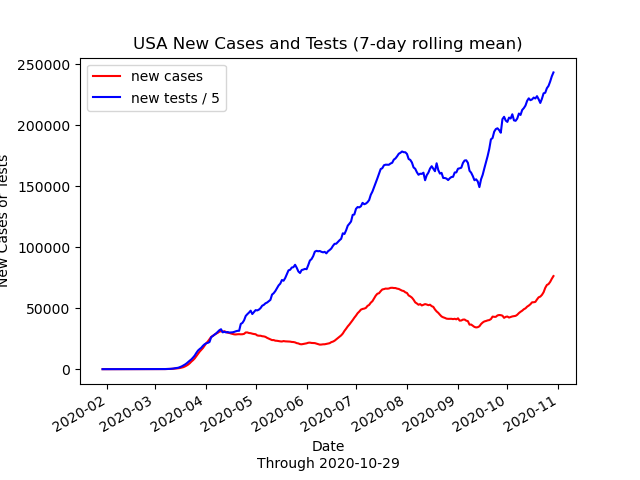 USA New Cases and Tests (7-day rolling mean)
new cases
new tests / 5
250000
200000
150000
100000
50000
0
New Cases or Tests
2020-02
2020-03
2020-04
2020-05
2020-06
2020-07
2020-08
2020-09
2020-10
2020-11
Date
Through 2020-10-29